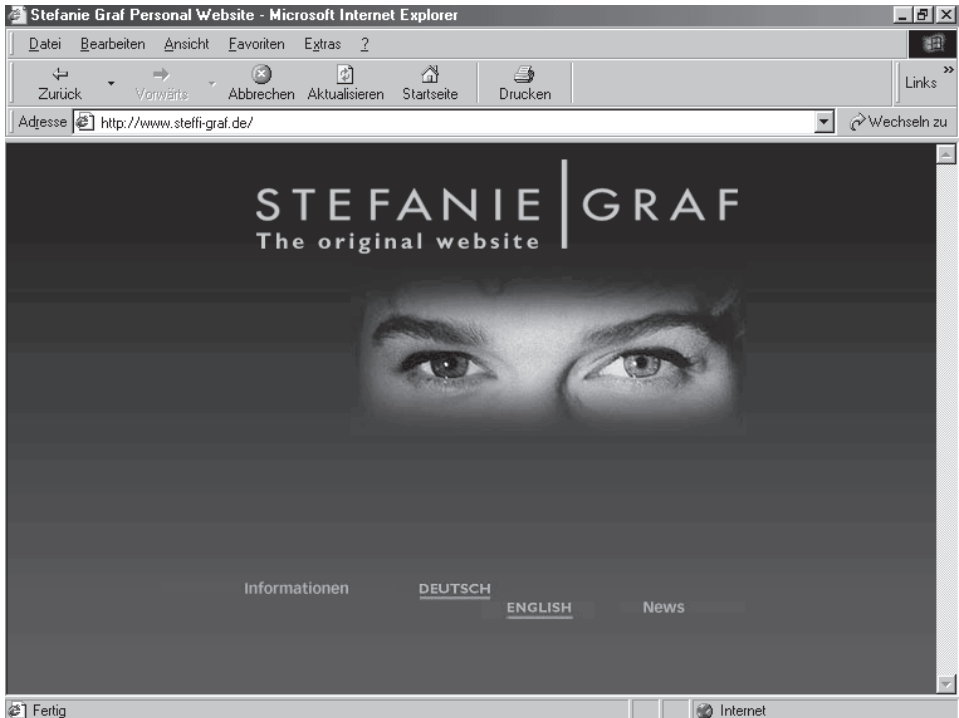 Stefanie Graf Personal Website - Microsoft Internet Explorer
Datei Bearbeiten Ansicht Favoriten Extras ?
Zurück Vorwärts Abbrechen Aktualisieren Startseite Drucken Links »
Adresse http://www.steffi-graf.de/ Wechseln zu
STEFANIE GRAF
The original website
Informationen DEUTSCH
ENGLISH News
Fertig Internet